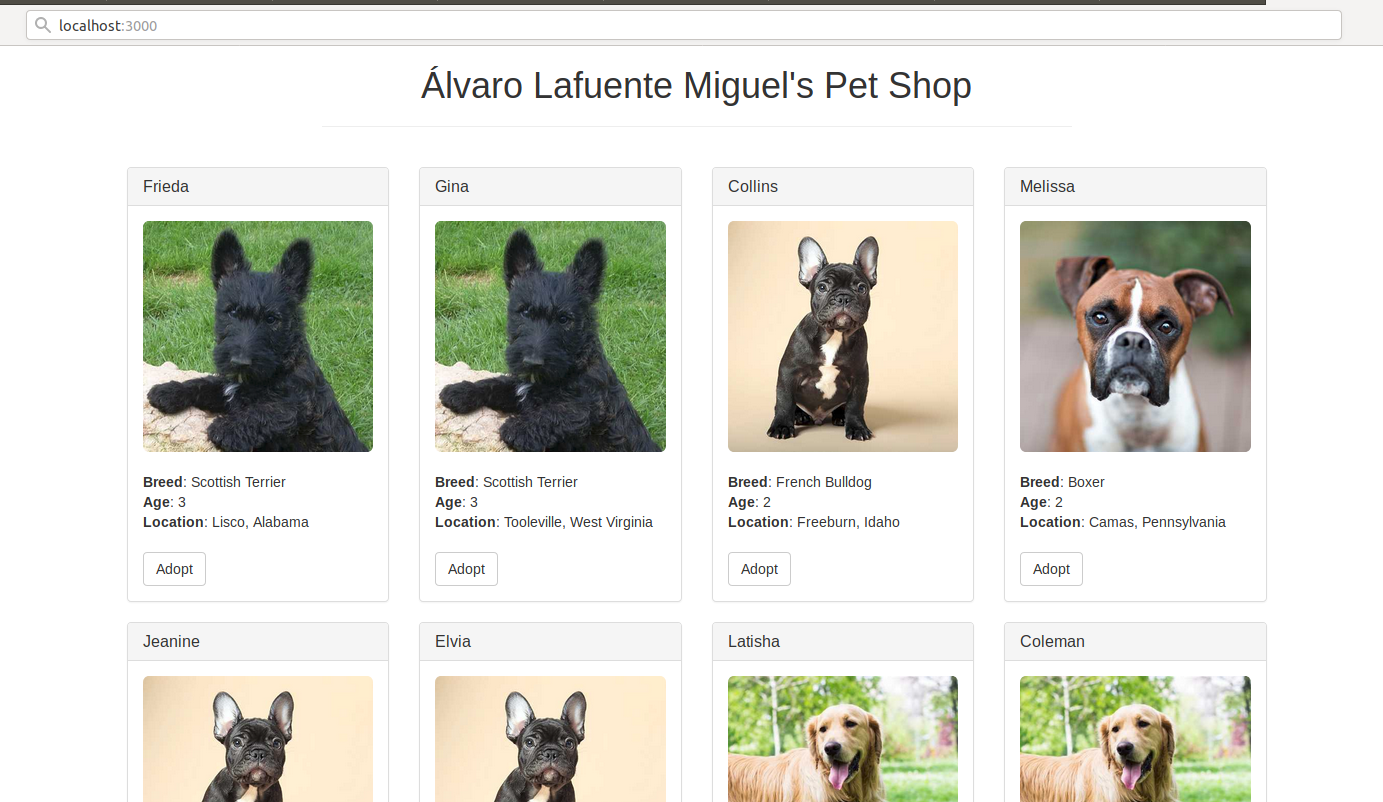 localhost:3000
Álvaro Lafuente Miguel's Pet Shop
Frieda
Breed: Scottish Terrier
Age: 3
Location: Lisco, Alabama
Adopt
Gina
Breed: Scottish Terrier
Age: 3
Location: Tooleville, West Virginia
Adopt
Collins
Breed: French Bulldog
Age: 2
Location: Freeburn, Idaho
Adopt
Melissa
Breed: Boxer
Age: 2
Location: Camas, Pennsylvania
Adopt
Jeanine
Elvia
Latisha
Coleman